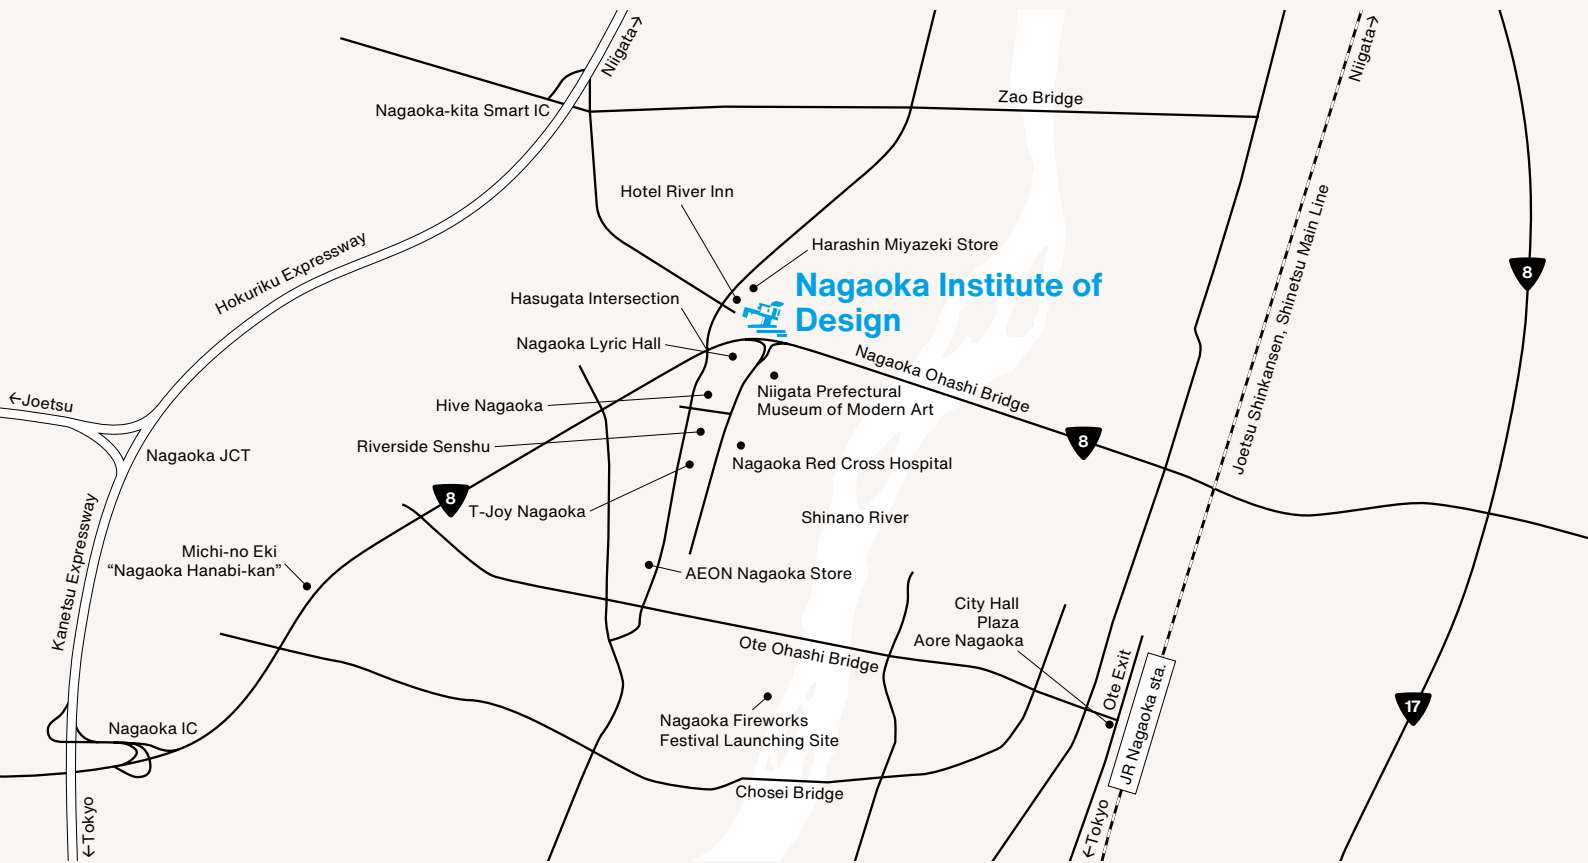 Niigata→
Niigata→
Nagaoka-kita Smart IC
Zao Bridge
Hotel River Inn
Harashin Miyazeki Store
Hokuriku Expressway
Joetsu Shinkansen, Shinetsu Main Line
8
Nagaoka Institute of
Design
Hasugata Intersection
Nagaoka Lyric Hall
Nagaoka Ohashi Bridge
Niigata Prefectural
Museum of Modern Art
←Joetsu
Hive Nagaoka
8
Riverside Senshu
Nagaoka JCT
Nagaoka Red Cross Hospital
8
T-Joy Nagaoka
Shinano River
Kanetsu Expressway
Michi-no Eki
“Nagaoka Hanabi-kan”
AEON Nagaoka Store
City Hall
Plaza
Aore Nagaoka
Ote Ohashi Bridge
Ote Exit
JR Nagaoka sta.
17
Nagaoka IC
Nagaoka Fireworks
Festival Launching Site
Chosei Bridge
←Tokyo
←Tokyo